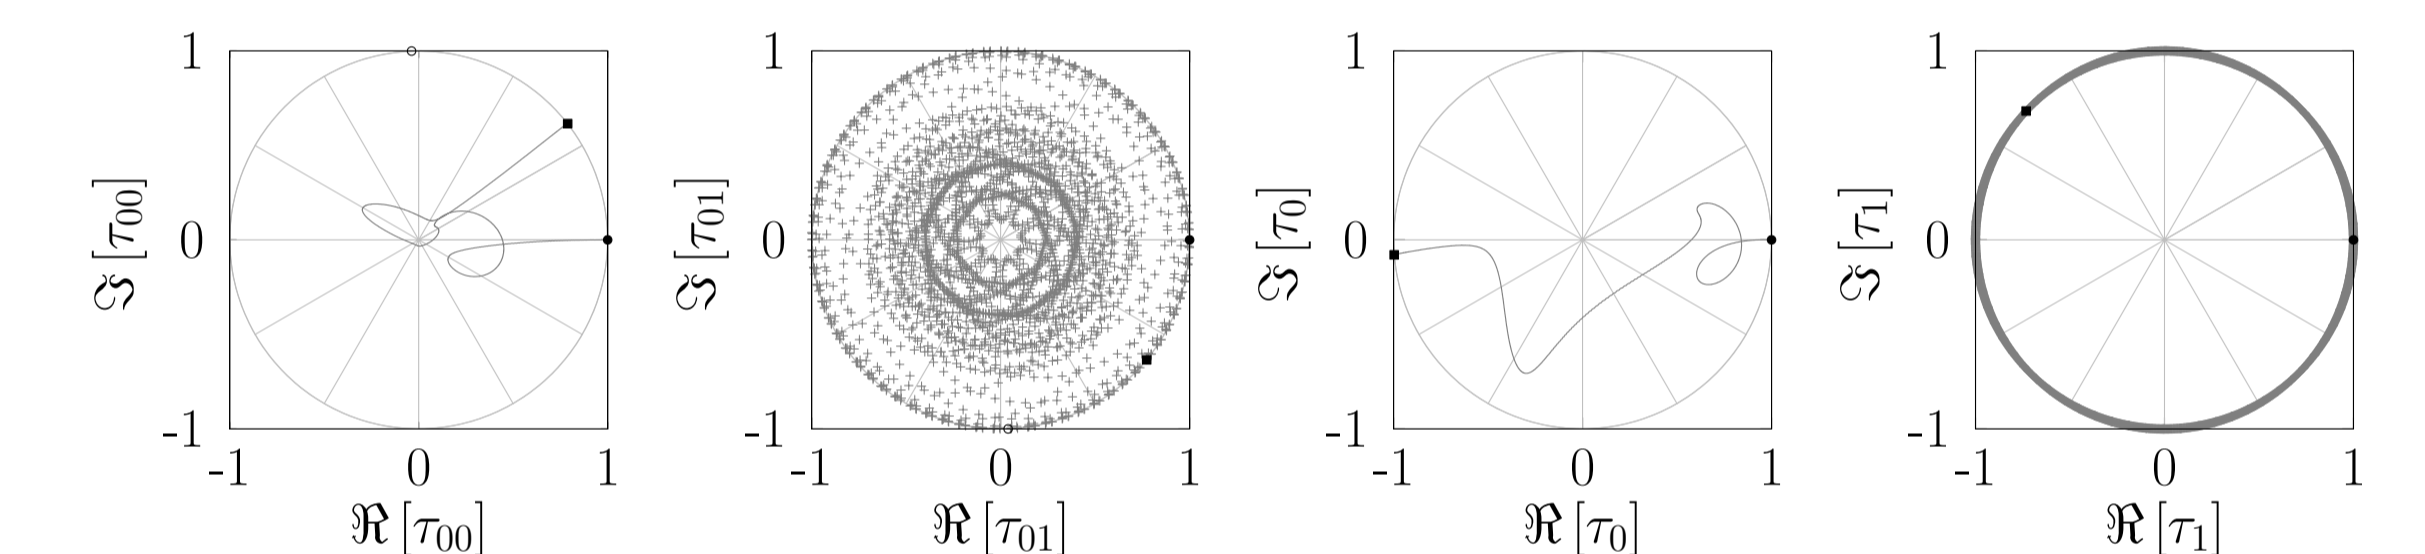 1 1 1 1
ℑ [τ₀₀] 0 ℑ [τ₀₁] 0 ℑ [τ₀] 0 ℑ [τ₁] 0
-1 -1 -1 -1
-1 0 1 -1 0 1 -1 0 1 -1 0 1
ℜ [τ₀₀] ℜ [τ₀₁] ℜ [τ₀] ℜ [τ₁]